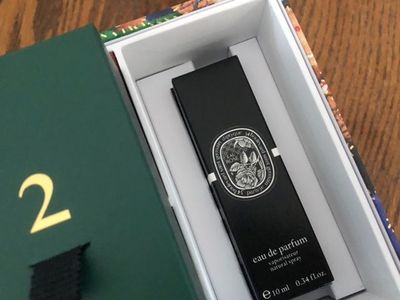 2
eau de parfum
vaporisateur
natural spray
e 10 ml 0.34 fl.oz.